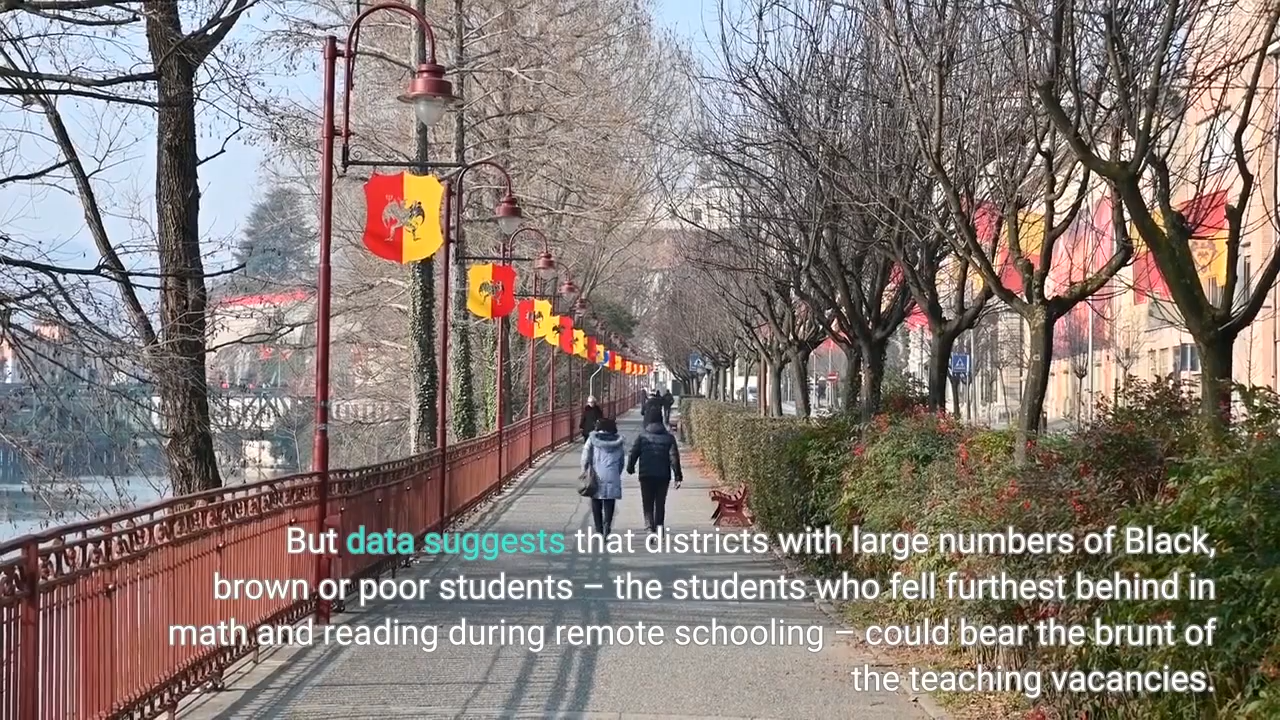 But data suggests that districts with large numbers of Black,
brown or poor students – the students who fell furthest behind in
math and reading during remote schooling – could bear the brunt of
the teaching vacancies.